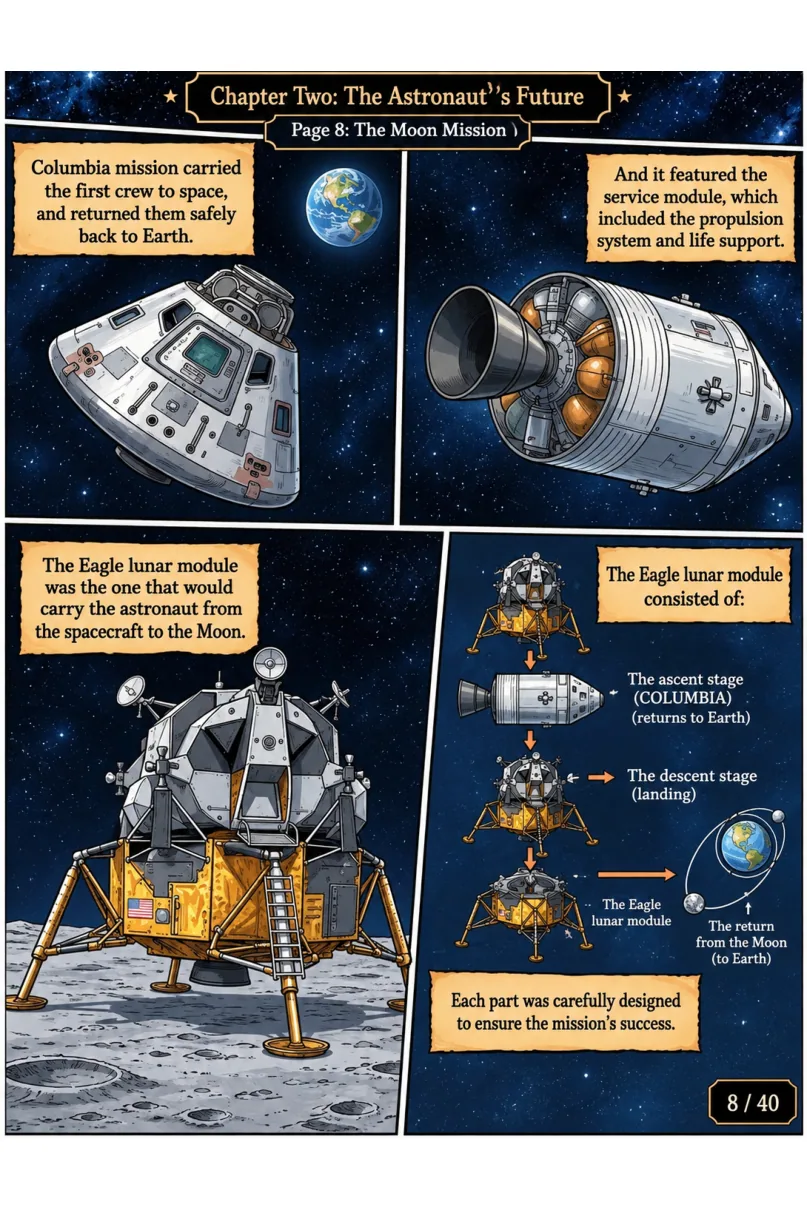 Chapter Two: The Astronaut’’s Future
Page 8: The Moon Mission )
Columbia mission carried
the first crew to space,
and returned them safely
back to Earth.
And it featured the
service module, which
included the propulsion
system and life support.
The Eagle lunar module
was the one that would
carry the astronaut from
the spacecraft to the Moon.
The Eagle lunar module
consisted of:
The ascent stage
(COLUMBIA)
(returns to Earth)
The descent stage
(landing)
The Eagle
lunar module
The return
from the Moon
(to Earth)
Each part was carefully designed
to ensure the mission’s success.
8 / 40